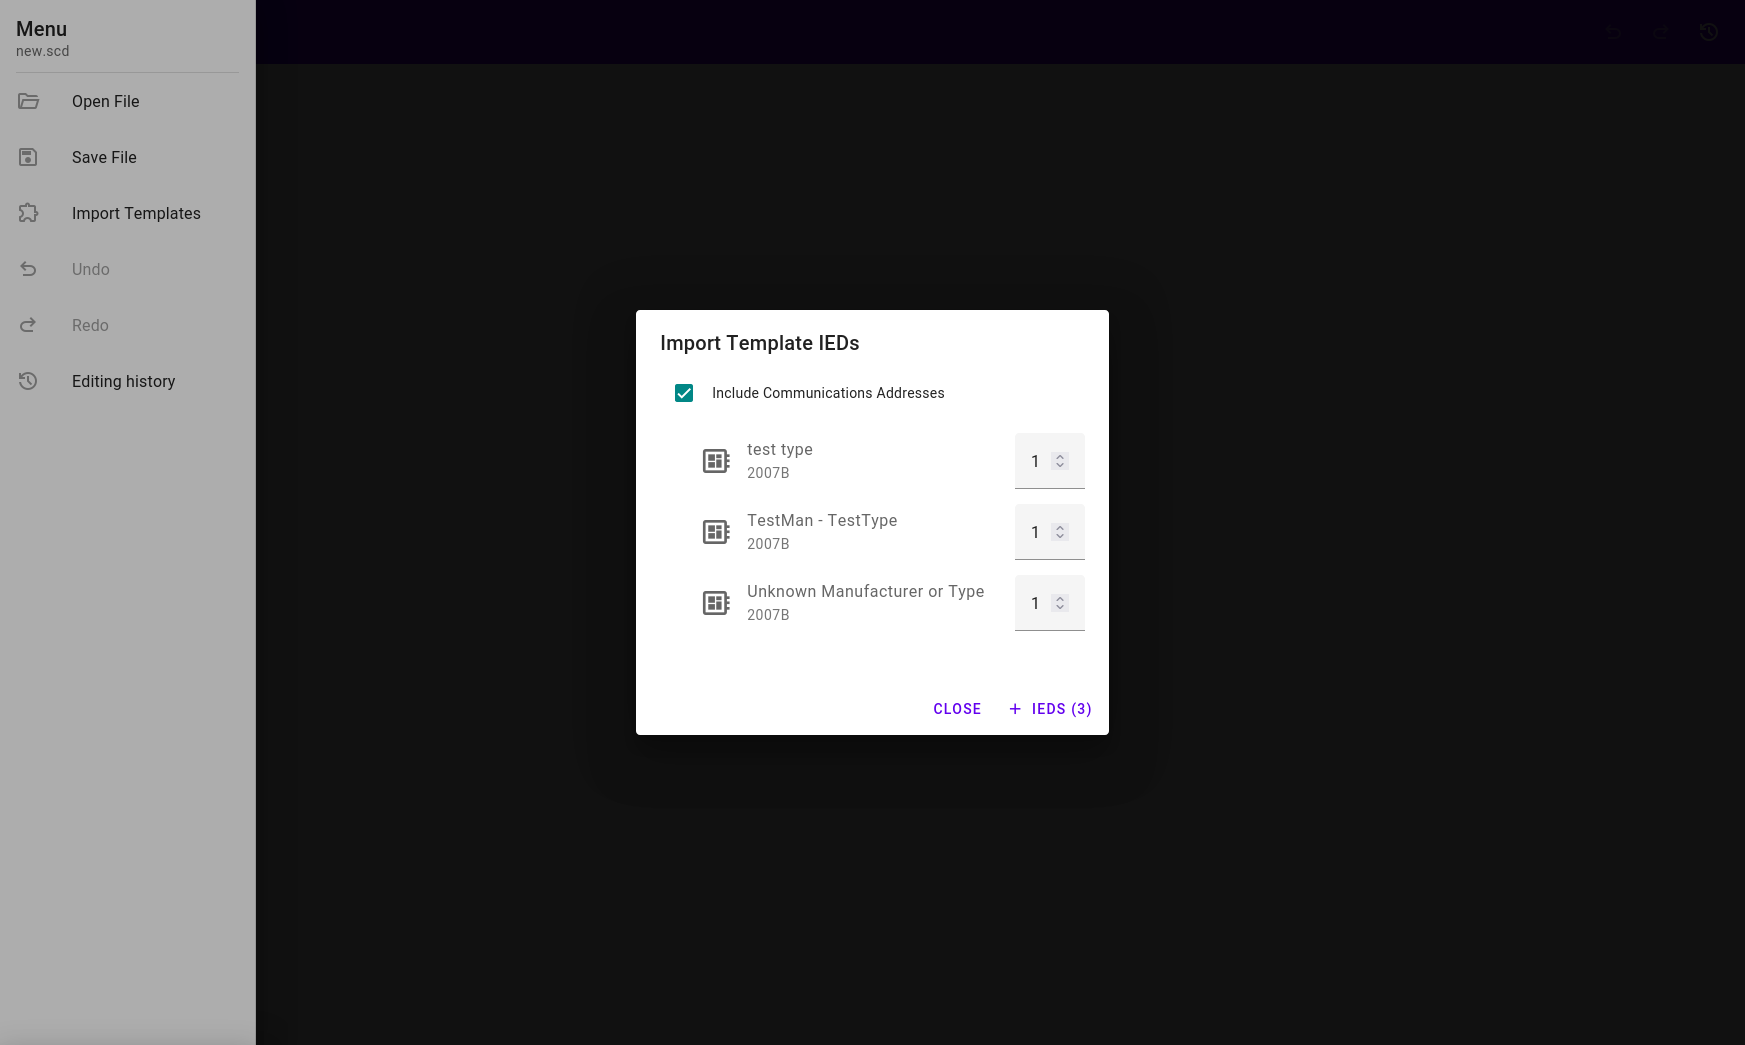 Menu
new.scd
Open File
Save File
Import Templates
Undo
Redo
Editing history
Import Template IEDs
Include Communications Addresses
test type
2007B
1
TestMan - TestType
2007B
1
Unknown Manufacturer or Type
2007B
1
CLOSE
IEDS (3)